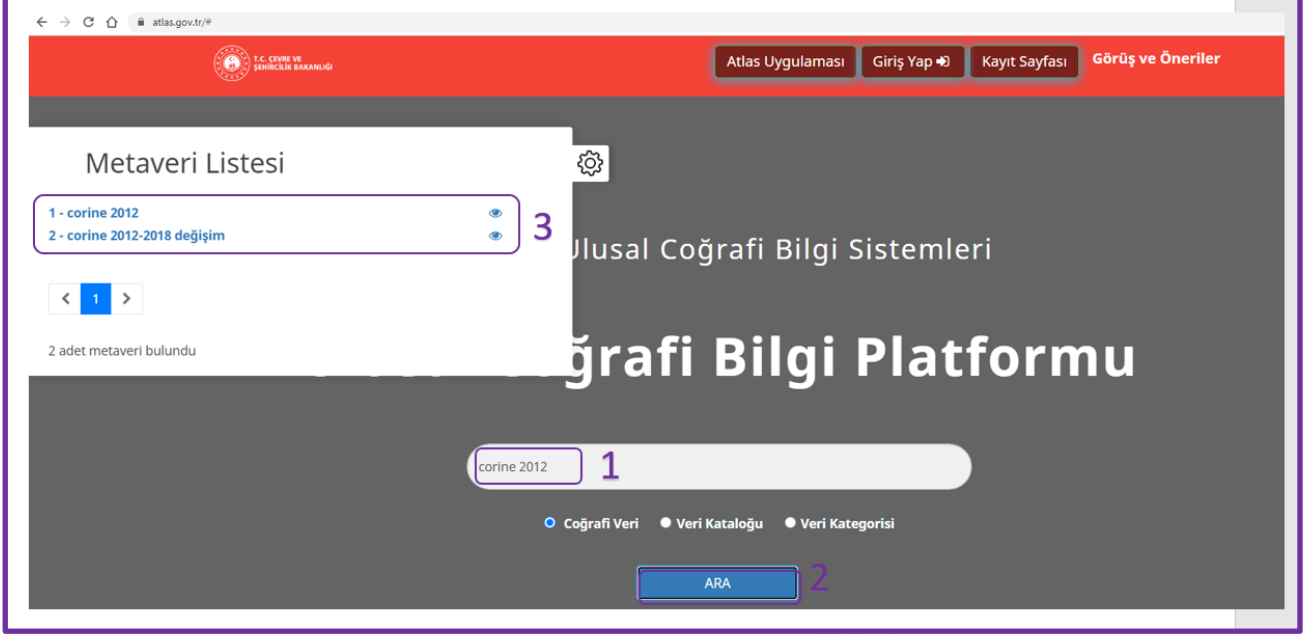 atlas.gov.tr/#
T.C. ÇEVRE VE
ŞEHİRCİLİK BAKANLIĞI
Atlas Uygulaması
Giriş Yap
Kayıt Sayfası
Görüş ve Öneriler
Metaveri Listesi
1 - corine 2012
2 - corine 2012-2018 değişim
3
1
2 adet metaveri bulundu
Ulusal Coğrafi Bilgi Sistemleri
ğrafi Bilgi Platformu
corine 2012
1
Coğrafi Veri
Veri Kataloğu
Veri Kategorisi
ARA
2